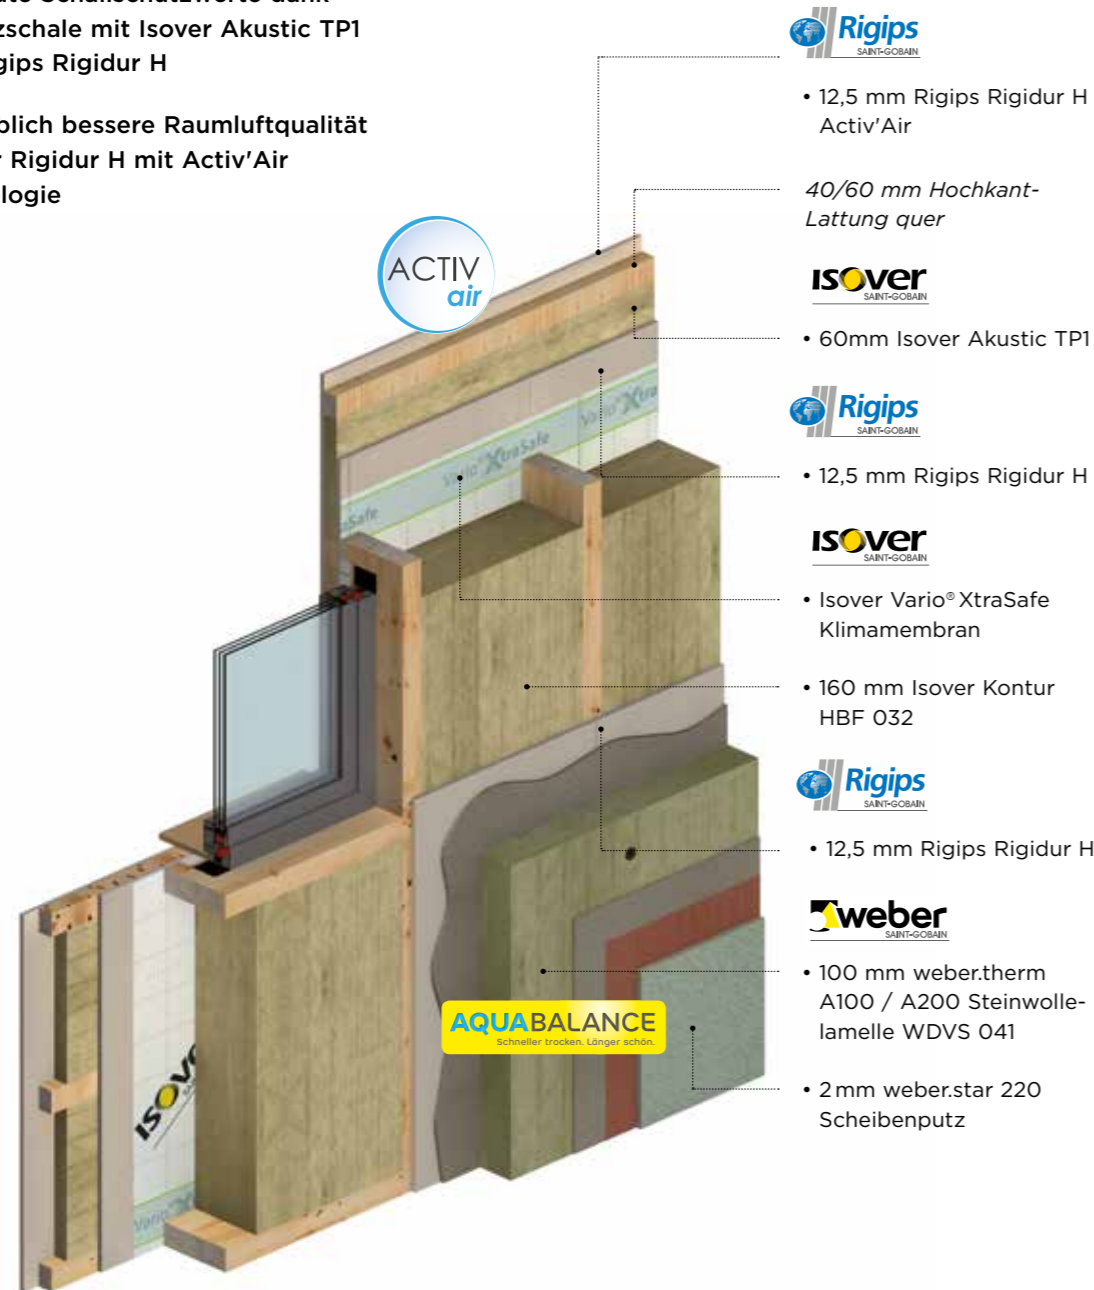 zschale mit Isover Akustic TP1
gips Rigidur H
blich bessere Raumluftqualität
r Rigidur H mit Activ'Air
logie
Rigips
SAINT-GOBAIN
• 12,5 mm Rigips Rigidur H
Activ'Air
40/60 mm Hochkant-
Lattung quer
ACTIV
air
isover
SAINT-GOBAIN
• 60mm Isover Akustic TP1
Rigips
SAINT-GOBAIN
• 12,5 mm Rigips Rigidur H
Vario® XtraSafe
Vario® Xtra
raSafe
isover
SAINT-GOBAIN
• Isover Vario® XtraSafe
Klimamembran
• 160 mm Isover Kontur
HBF 032
Rigips
SAINT-GOBAIN
• 12,5 mm Rigips Rigidur H
weber
SAINT-GOBAIN
• 100 mm weber.therm
A100 / A200 Steinwolle-
lamelle WDVS 041
AQUABALANCE
Schneller trocken. Länger schön.
• 2 mm weber.star 220
Scheibenputz
ISOV
Vario® X